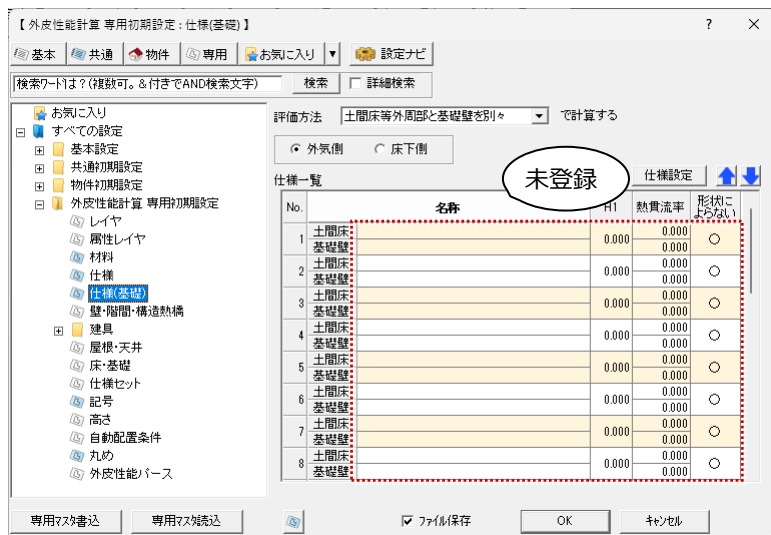 【 外皮性能計算 専用初期設定 : 仕様(基礎) 】 ? ×
基本 共通 物件 専用 お気に入り ▼ 設定ナビ
検索ワードは？(複数可。＆付きでAND検索文字) 検索 詳細検索
お気に入り
すべての設定
基本設定
共通初期設定
物件初期設定
外皮性能計算 専用初期設定
レイヤ
属性レイヤ
材料
仕様
仕様(基礎)
壁・階間・構造熱橋
建具
屋根・天井
床・基礎
仕様セット
記号
高さ
自動配置条件
丸め
外皮性能パース
評価方法 土間床等外周部と基礎壁を別々 で計算する
外気側 床下側
未登録
仕様一覧 仕様設定
No. 名称 H1 熱貫流率 形状に
よらない
1 土間床 0.000 0.000 ○
基礎壁 0.000
2 土間床 0.000 0.000 ○
基礎壁 0.000
3 土間床 0.000 0.000 ○
基礎壁 0.000
4 土間床 0.000 0.000 ○
基礎壁 0.000
5 土間床 0.000 0.000 ○
基礎壁 0.000
6 土間床 0.000 0.000 ○
基礎壁 0.000
7 土間床 0.000 0.000 ○
基礎壁 0.000
8 土間床 0.000 0.000 ○
基礎壁 0.000
専用マスタ書込 専用マスタ読込 ファイル保存 OK キャンセル